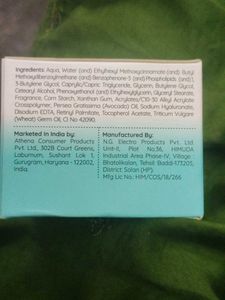 Ingredients: Aqua, Water (and) Ethylhexyl Methoxycinnamate (and) Butyl
Methoxydibenzoylmethane (and) Benzophenone-3 (and) Phospholipids (and)1,
3-Butylene Glycol, Caprylic/Capric Triglyceride, Glycerin, Butylene Glycol,
Cetearyl Alcohol, Phenoxyethanol (and) Ethylhexylglycerin, Glyceryl Stearate,
Fragrance, Corn Starch, Xanthan Gum, Acrylates/C10-30 Alkyl Acrylate
Crosspolymer, Persea Gratissima (Avocado) Oil, Sodium Hyaluronate,
Disodium EDTA, Retinyl Palmitate, Tocopherol Acetate, Triticum Vulgare
(Wheat) Germ Oil, CI No 42090.
Marketed In India by:
Athena Consumer Products
Pvt. Ltd., 302B Court Greens,
Laburnum, Sushant Lok 1,
Gurugram, Haryana - 122002,
India.
Manufactured By:
N.G. Electro Products Pvt. Ltd.
Unit-II, Plot No.36, HIMUDA
Industrial Area Phase-IV, Village :
Bhatolikalan, Tehsil Baddi-173205,
District: Solan (HP)
Mfg Lic No.: HIM/COS/18/266